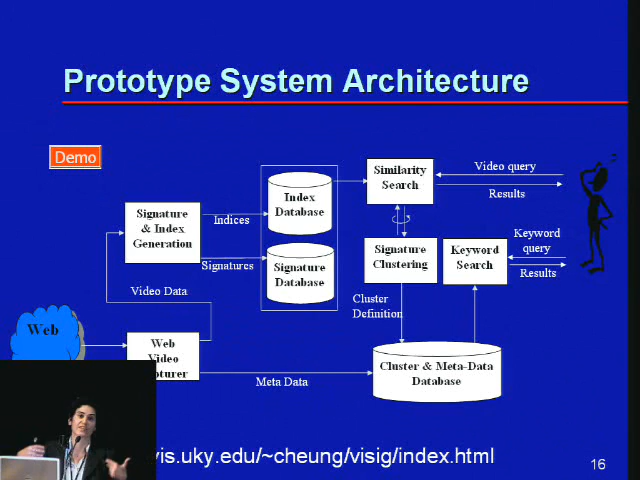 Prototype System Architecture
Demo
Similarity
Search
Video query
Results
Index
Database
Signature
& Index
Generation
Indices
Signatures
Signature
Database
Signature
Clustering
Keyword
Search
Keyword
query
Results
Video Data
Cluster
Definition
Web
Web
Video
Meta Data
Cluster & Meta-Data
Database
.uky.edu/~cheung/visig/index.html
16